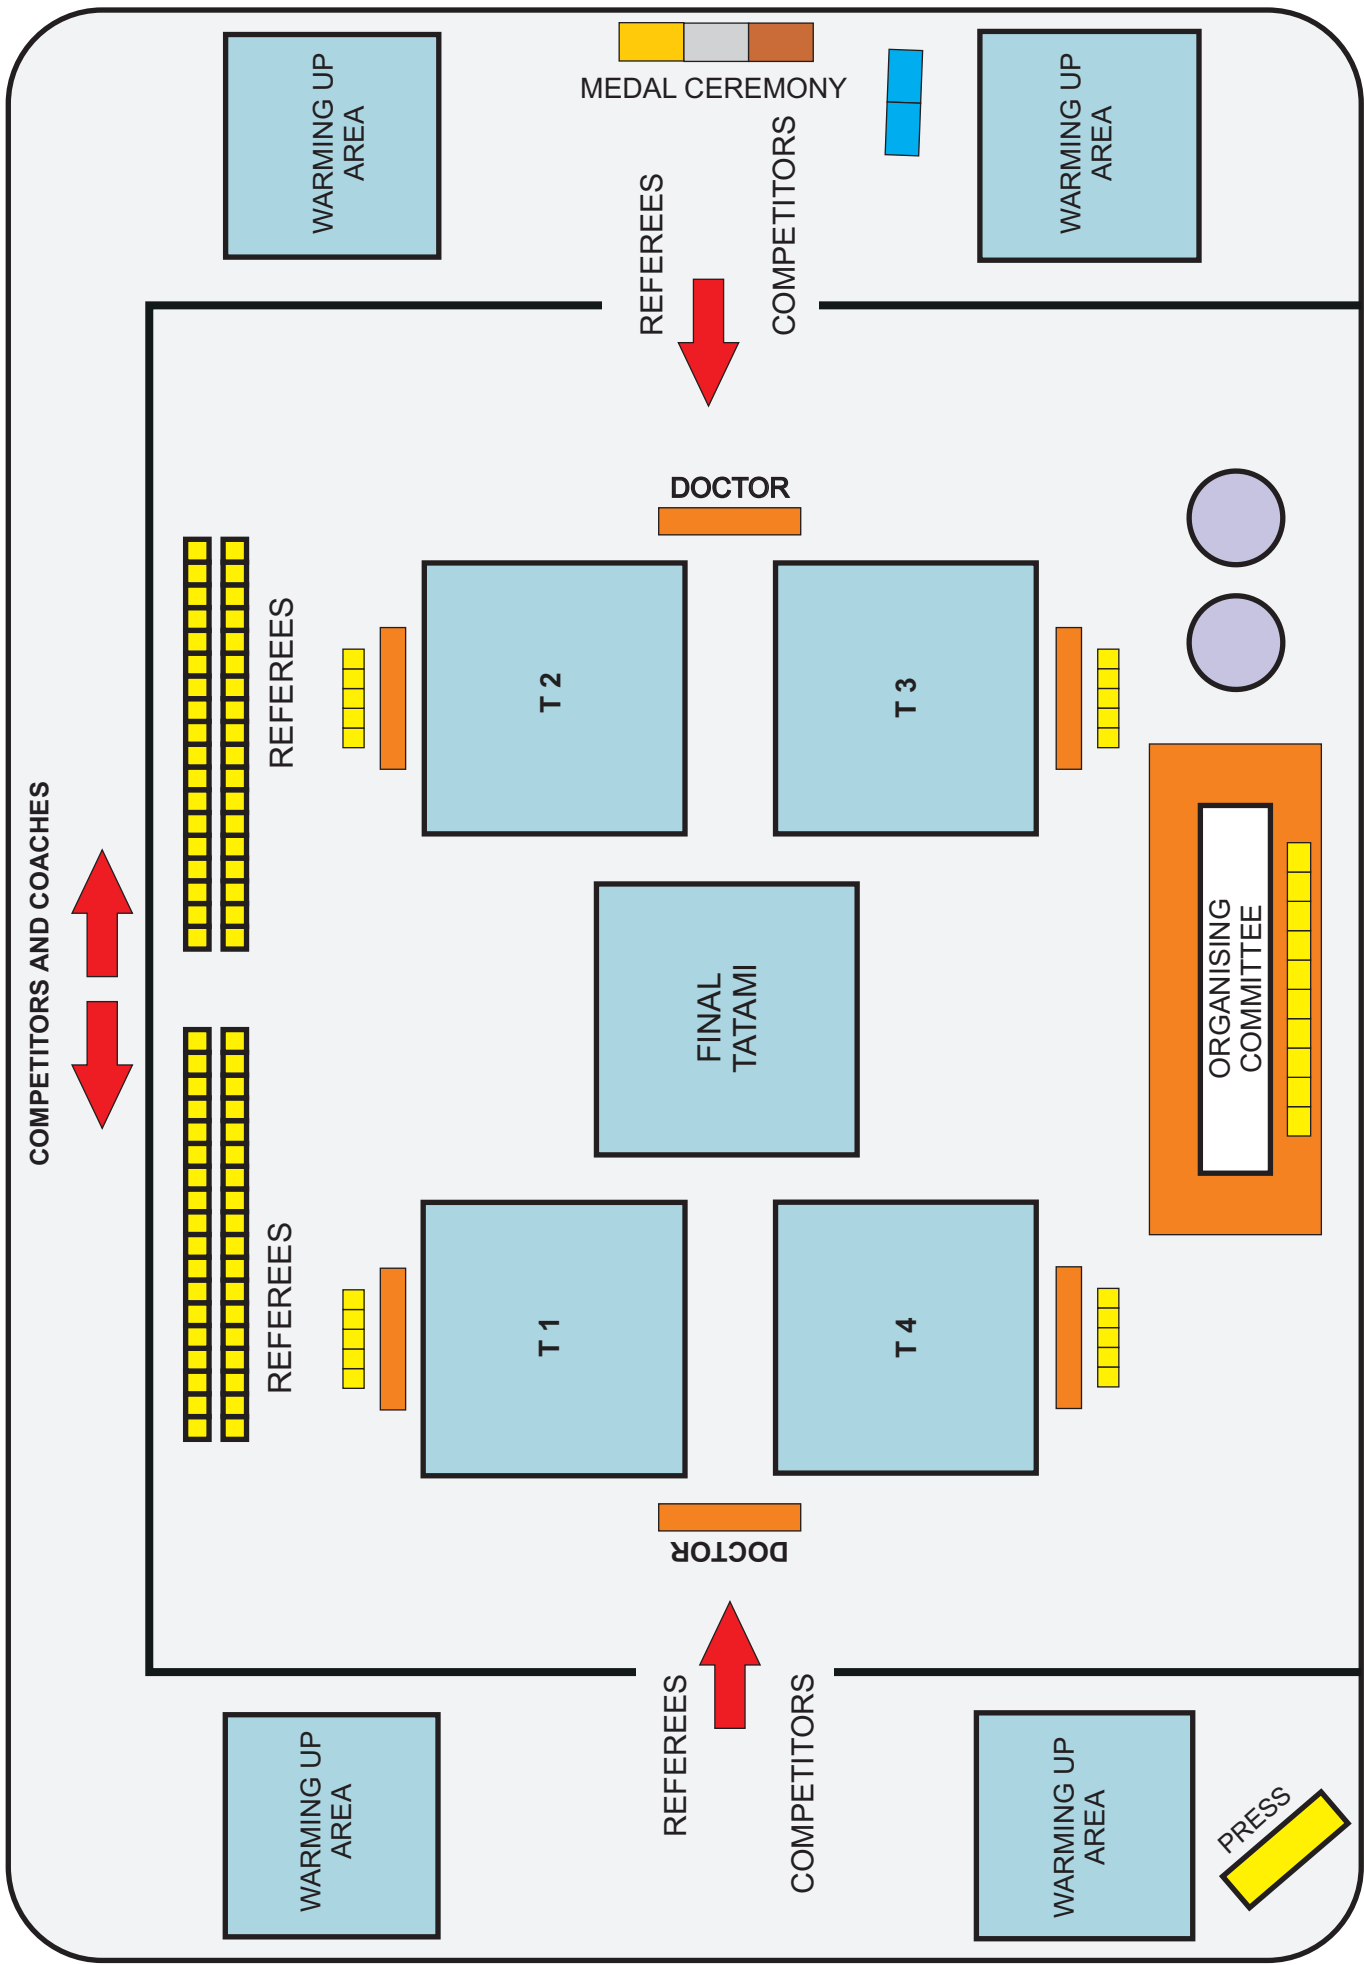 WARMING UP
AREA
MEDAL CEREMONY
WARMING UP
AREA
REFEREES
COMPETITORS
DOCTOR
COMPETITORS AND COACHES
REFEREES
T 2
T 3
FINAL
TATAMI
ORGANISING
COMMITTEE
REFEREES
T 1
T 4
DOCTOR
REFEREES
COMPETITORS
WARMING UP
AREA
WARMING UP
AREA
PRESS